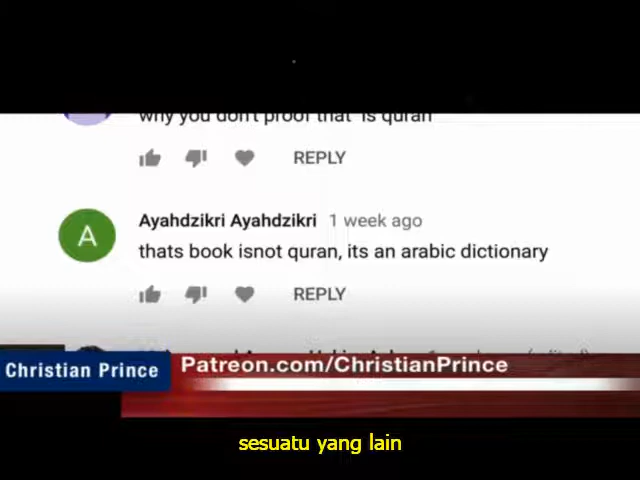 why you don't proof that is quran
REPLY
Ayahdzikri Ayahdzikri 1 week ago
A
thats book isnot quran, its an arabic dictionary
REPLY
Christian Prince
Patreon.com/ChristianPrince
sesuatu yang lain